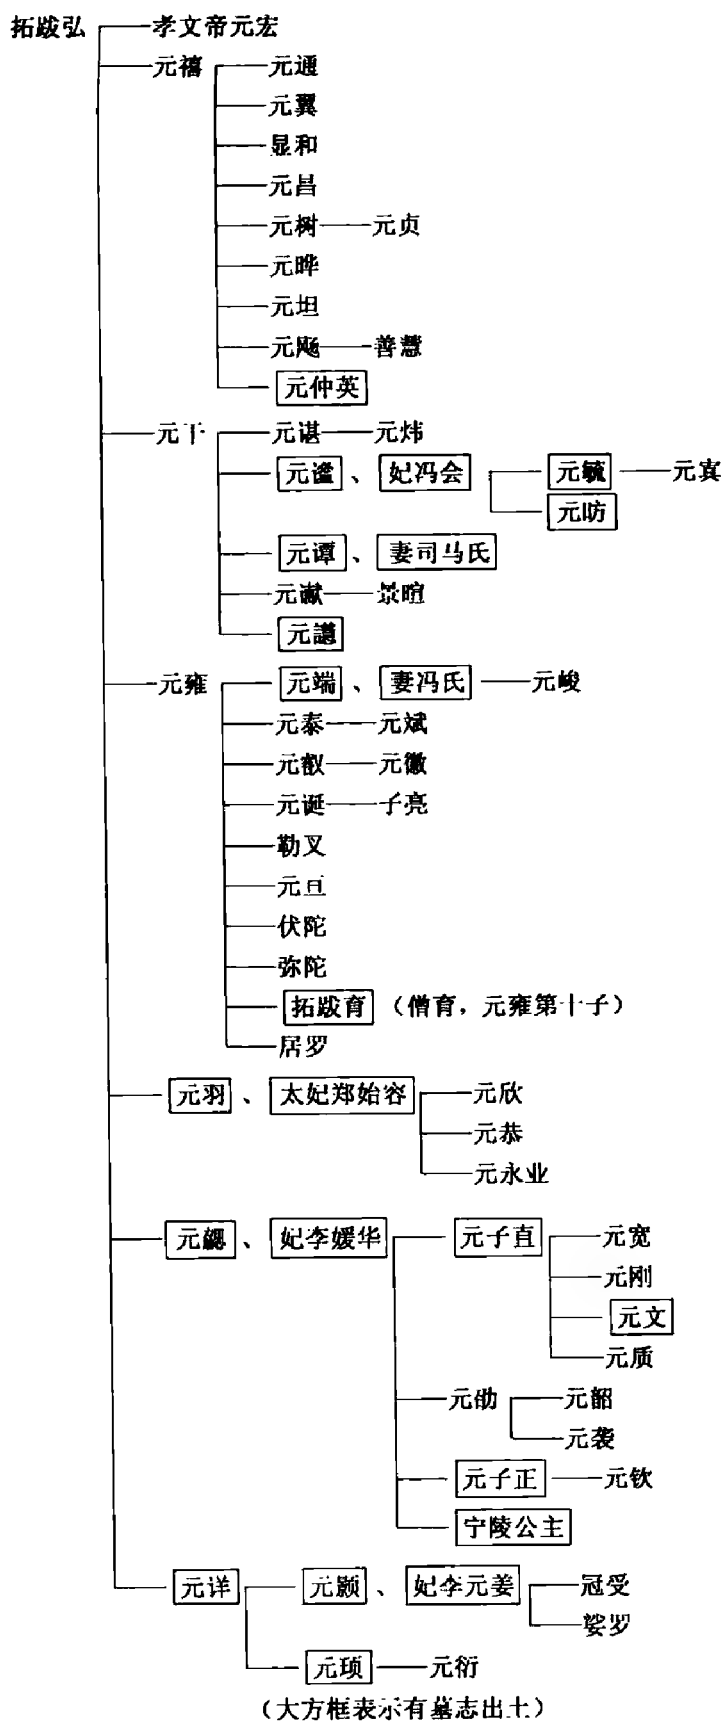 拓跋弘 孝文帝元宏
元禧 元通
元翼
显和
元昌
元树 元贞
元晔
元坦
元飏 善慧
元仲英
元干 元谌 元炜
元谧、妃冯会 元毓 元宾
元昉
元谭、妻司马氏
元谳 景暄
元譿
元雍 元端、妻冯氏 元峻
元泰 元斌
元叡 元徽
元诞 子亮
勒叉
元亘
伏陀
弥陀
拓跋育（僧育，元雍第十子）
居罗
元羽、太妃郑始容 元欣
元恭
元永业
元勰、妃李媛华 元子直 元宽
元刚
元文
元质
元劭 元韶
元袭
元子正 元钦
宁陵公主
元详 元颢、妃李元姜 冠受
娑罗
元顼 元衍
（大方框表示有墓志出土）